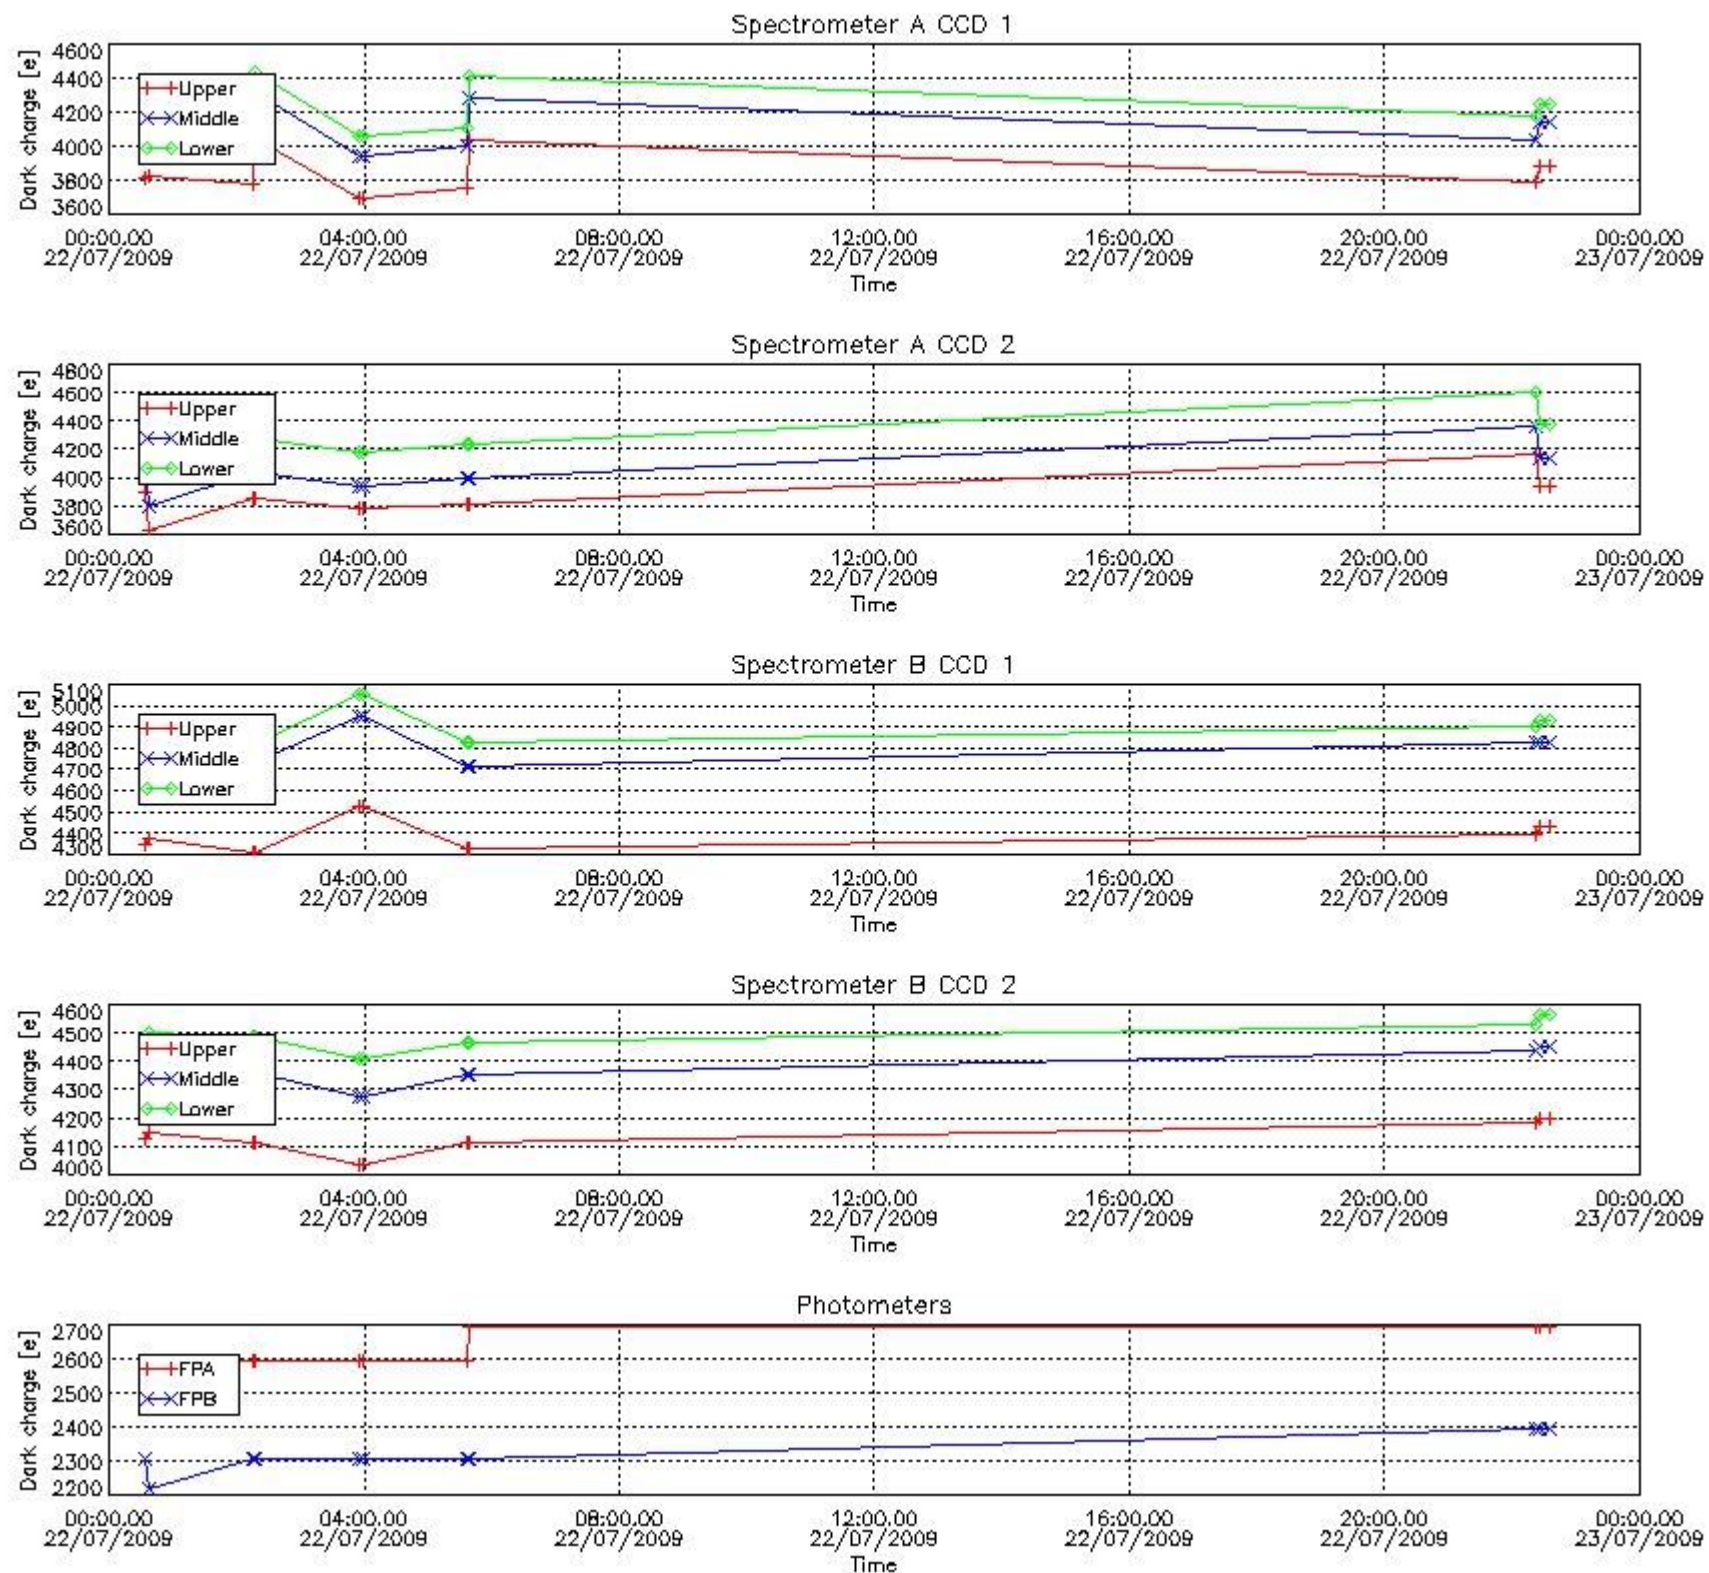 Spectrometer A CCD 1
Dark charge [e]
4600
4400
4200
4000
3800
3600
Upper
Middle
Lower
00:00.00 04:00.00 08:00.00 12:00.00 16:00.00 20:00.00 00:00.00
22/07/2009 22/07/2009 22/07/2009 22/07/2009 22/07/2009 22/07/2009 23/07/2009
Time
Spectrometer A CCD 2
Dark charge [e]
4800
4600
4400
4200
4000
3800
3600
Upper
Middle
Lower
00:00.00 04:00.00 08:00.00 12:00.00 16:00.00 20:00.00 00:00.00
22/07/2009 22/07/2009 22/07/2009 22/07/2009 22/07/2009 22/07/2009 23/07/2009
Time
Spectrometer B CCD 1
Dark charge [e]
5100
5000
4900
4800
4700
4600
4500
4400
4300
Upper
Middle
Lower
00:00.00 04:00.00 08:00.00 12:00.00 16:00.00 20:00.00 00:00.00
22/07/2009 22/07/2009 22/07/2009 22/07/2009 22/07/2009 22/07/2009 23/07/2009
Time
Spectrometer B CCD 2
Dark charge [e]
4600
4500
4400
4300
4200
4100
4000
Upper
Middle
Lower
00:00.00 04:00.00 08:00.00 12:00.00 16:00.00 20:00.00 00:00.00
22/07/2009 22/07/2009 22/07/2009 22/07/2009 22/07/2009 22/07/2009 23/07/2009
Time
Photometers
Dark charge [e]
2700
2600
2500
2400
2300
2200
FPA
FPB
00:00.00 04:00.00 08:00.00 12:00.00 16:00.00 20:00.00 00:00.00
22/07/2009 22/07/2009 22/07/2009 22/07/2009 22/07/2009 22/07/2009 23/07/2009
Time